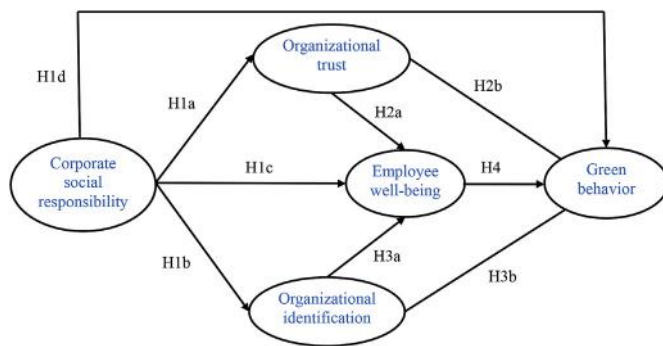 Organizational
trust
H1d
H1a
H2b
H2a
Corporate
social
responsibility
H1c
Employee
well-being
H4
Green
behavior
H1b
H3a
H3b
Organizational
identification